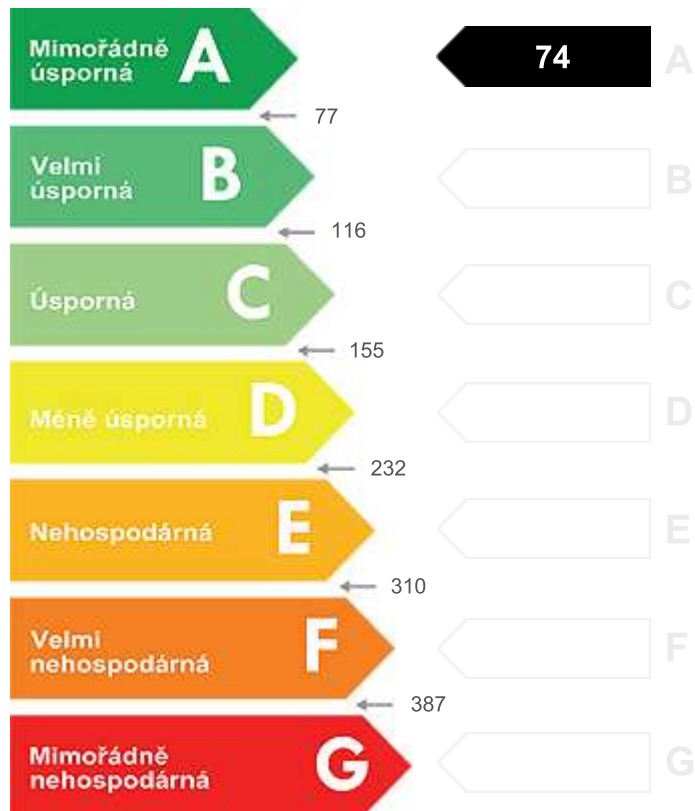 Mimořádně
úsporná
A
74
A
77
Velmi
úsporná
B
B
116
Úsporná
C
C
155
Méně úsporná
D
D
232
Nehospodárná
E
E
310
Velmi
nehospodárná
F
F
387
Mimořádně
nehospodárná
G
G